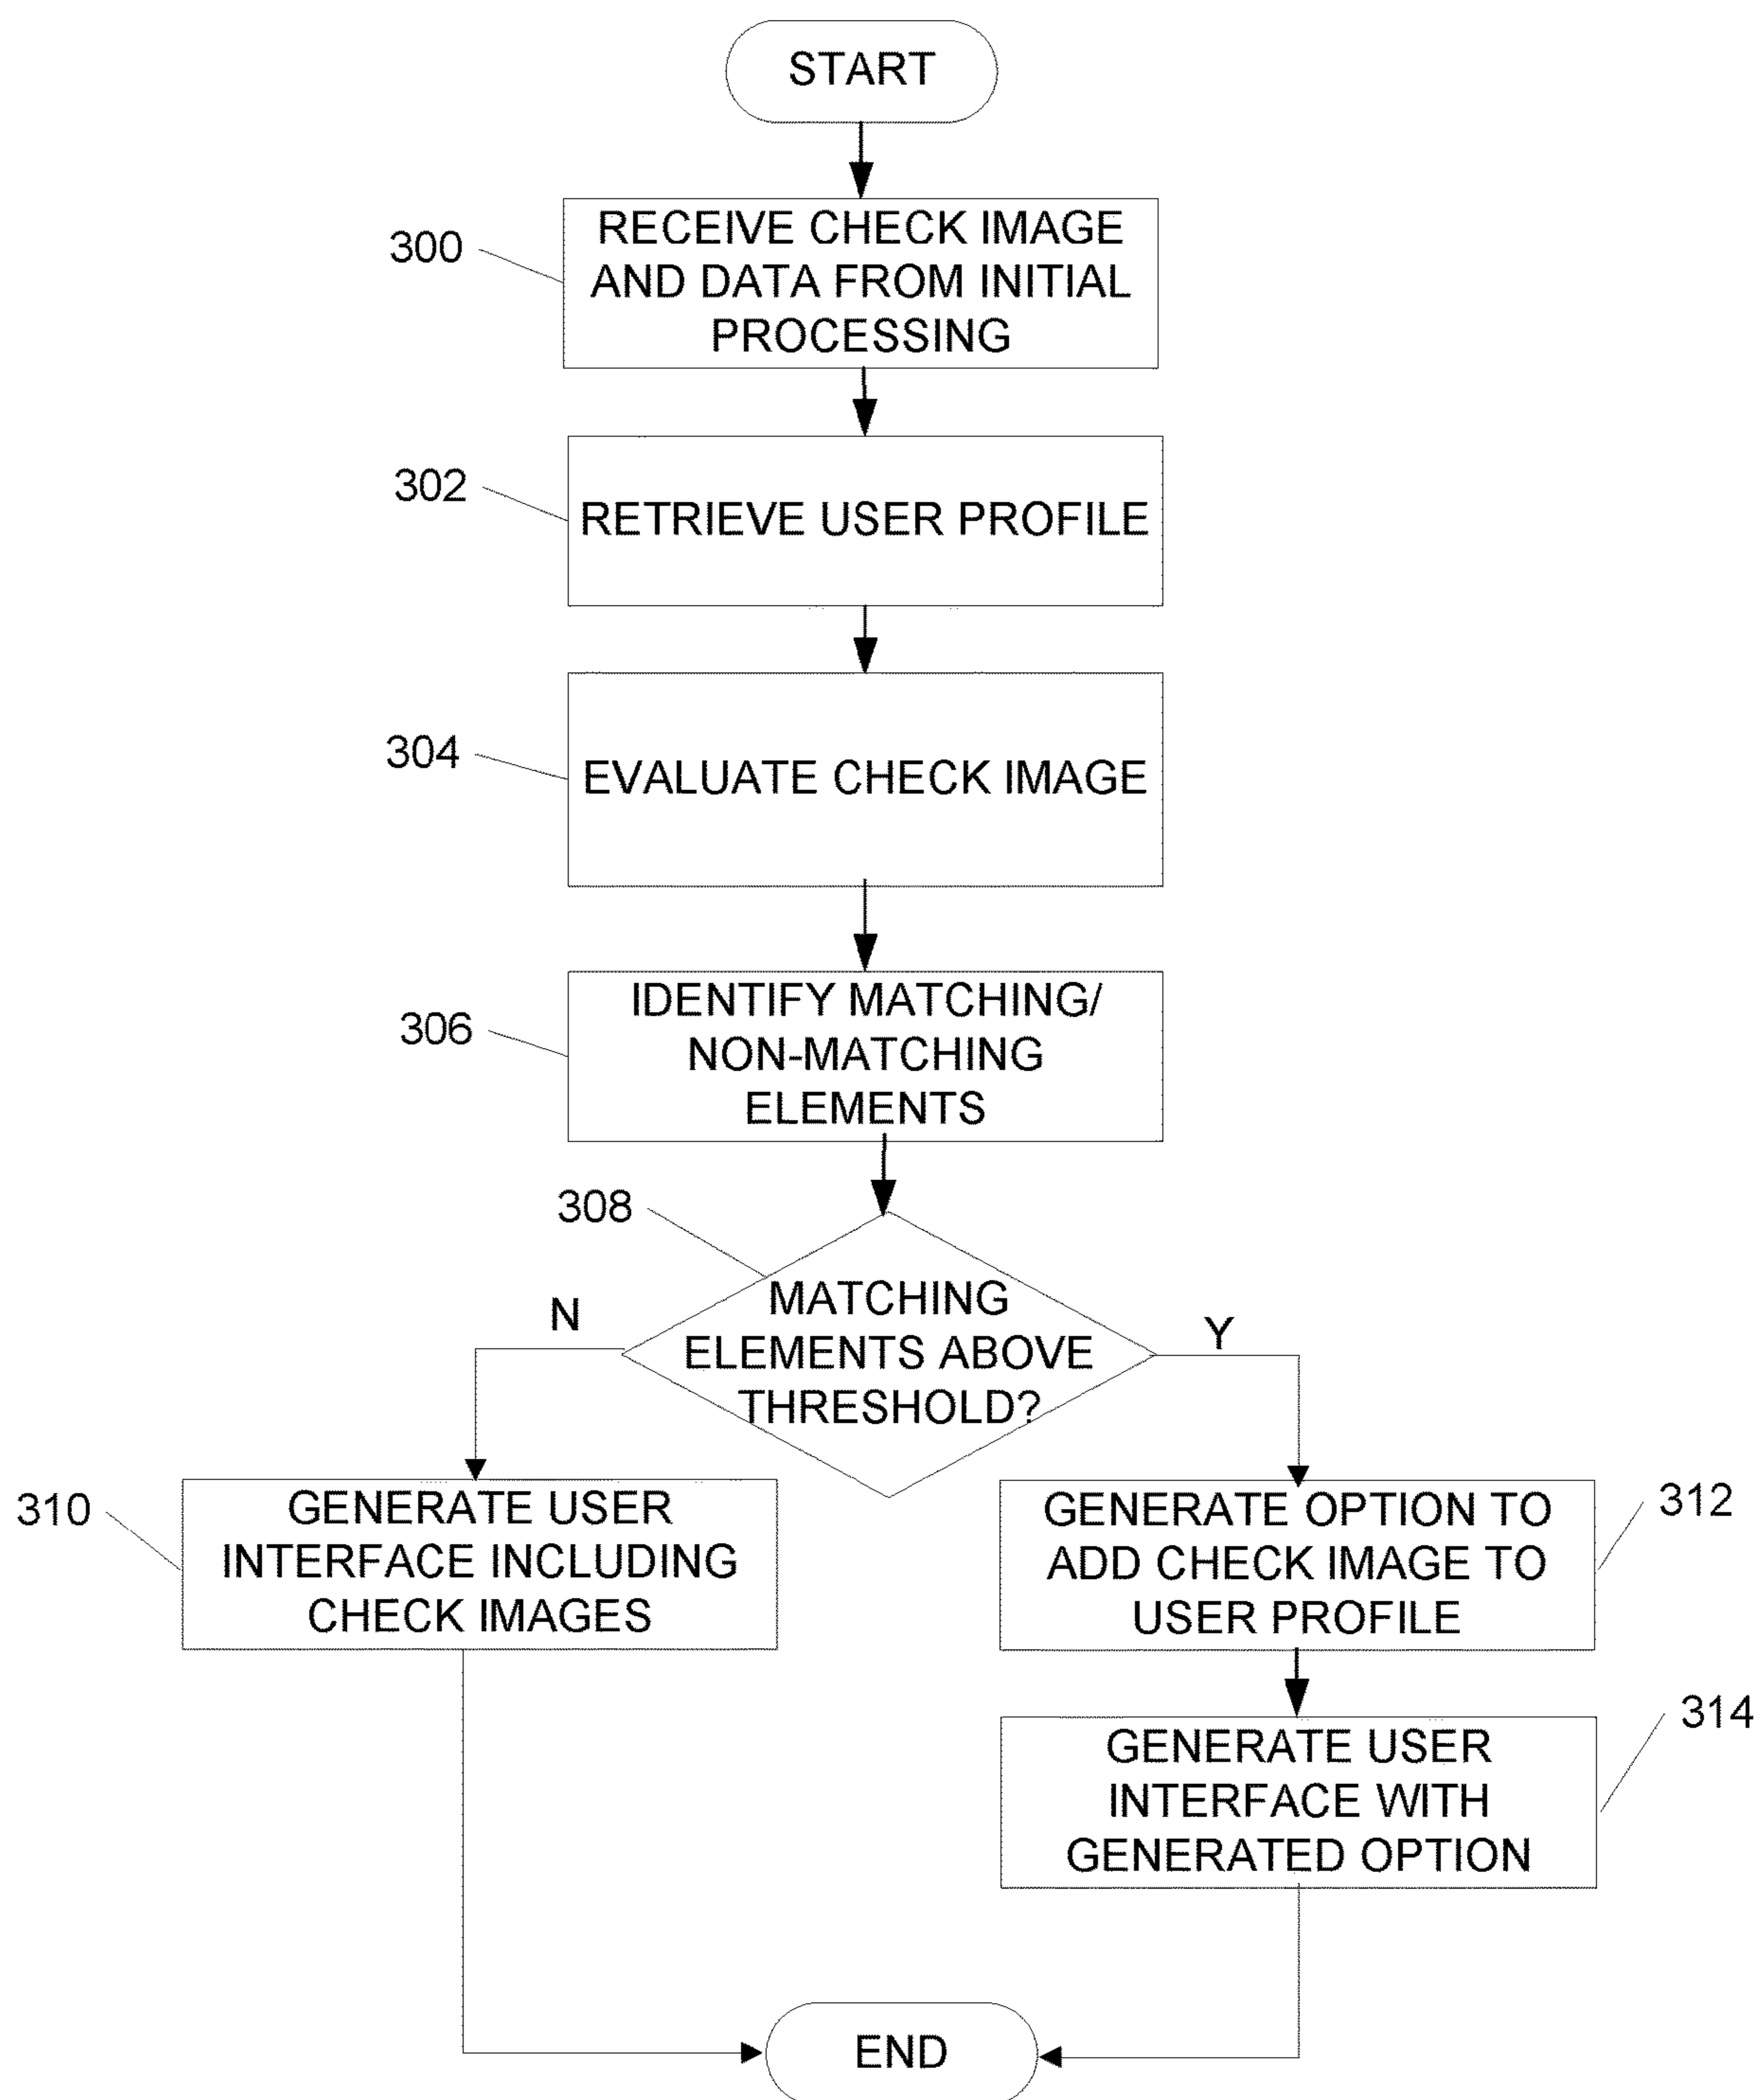 START
300
RECEIVE CHECK IMAGE
AND DATA FROM INITIAL
PROCESSING
302
RETRIEVE USER PROFILE
304
EVALUATE CHECK IMAGE
306
IDENTIFY MATCHING/
NON-MATCHING
ELEMENTS
308
MATCHING
ELEMENTS ABOVE
THRESHOLD?
N
Y
310
GENERATE USER
INTERFACE INCLUDING
CHECK IMAGES
312
GENERATE OPTION TO
ADD CHECK IMAGE TO
USER PROFILE
314
GENERATE USER
INTERFACE WITH
GENERATED OPTION
END